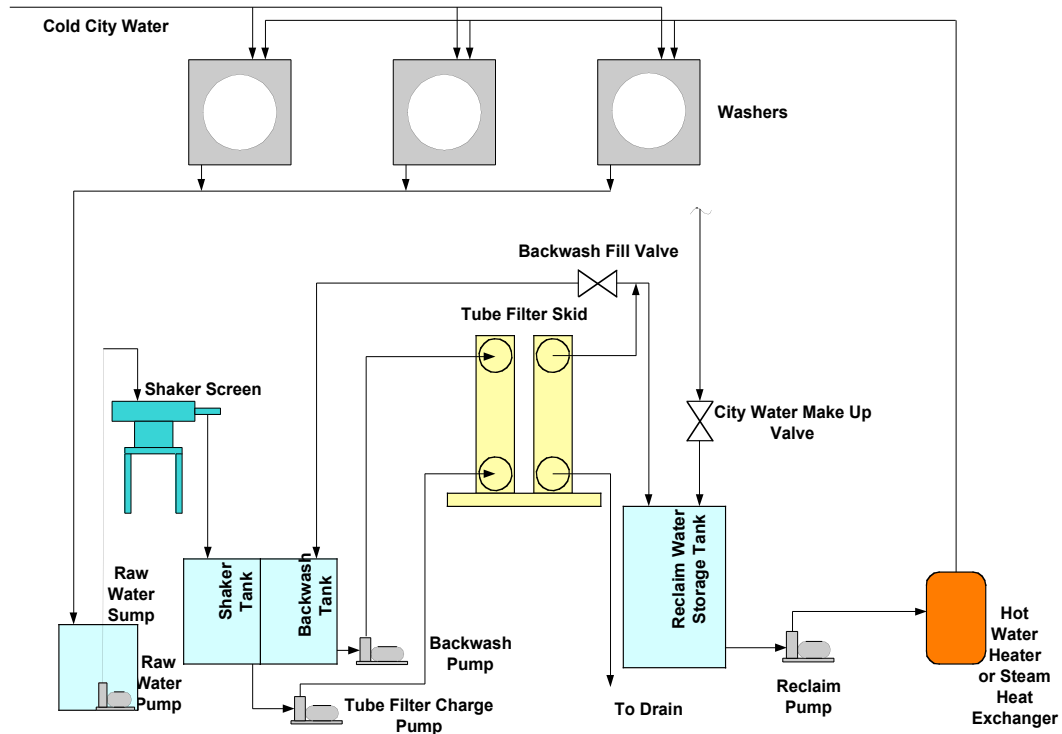 Cold City Water
Washers
Backwash Fill Valve
Tube Filter Skid
Shaker Screen
City Water Make Up
Valve
Shaker
Tank
Backwash
Tank
Reclaim Water
Storage Tank
Raw
Water
Sump
Raw
Water
Pump
Backwash
Pump
Tube Filter Charge
Pump
To Drain
Reclaim
Pump
Hot
Water
Heater
or Steam
Heat
Exchanger